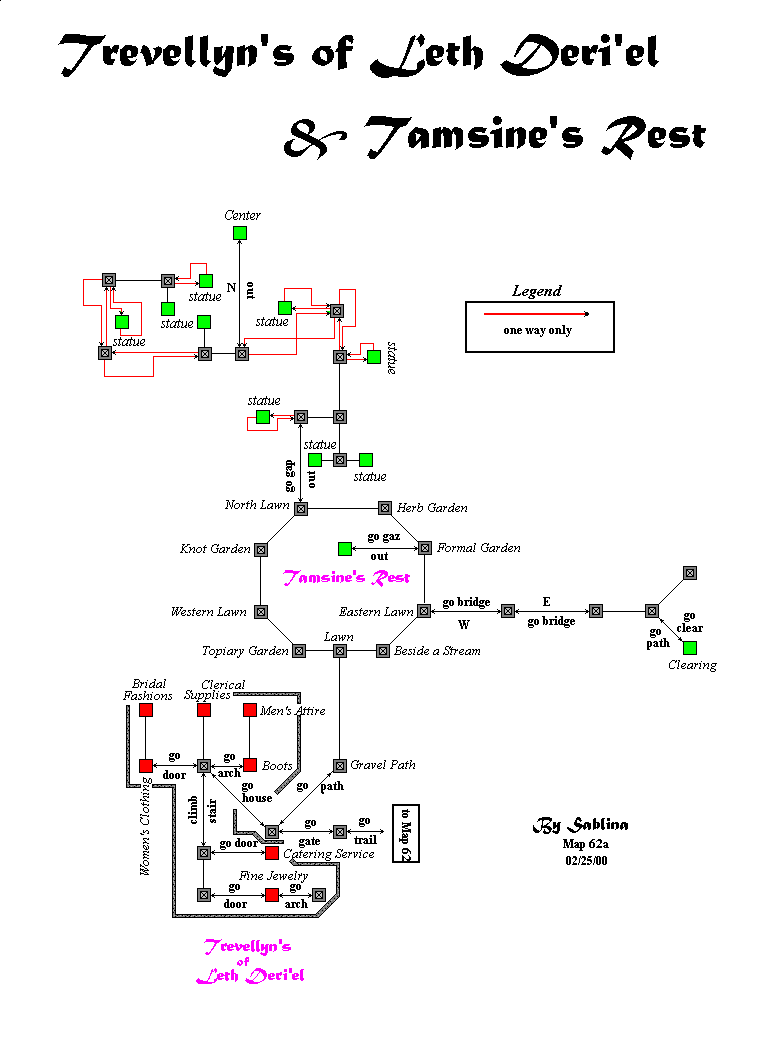 Trevellyn's of Leth Deri'el
& Tamsine's Rest
Center
N
out
statue
statue
statue
statue
statue
Legend
one way only
statue
statue
statue
go gap
out
North Lawn
Herb Garden
Knot Garden
go gaz
out
Formal Garden
Tamsine's Rest
Western Lawn
Eastern Lawn
go bridge
W
E
go bridge
go
path
go
clear
Clearing
Topiary Garden
Lawn
Beside a Stream
Bridal
Fashions
Clerical
Supplies
Men's Attire
go
door
go
arch
Boots
Gravel Path
go
house
go
path
Women's Clothing
climb
stair
go
gate
go
trail
to Map 62
go door
Catering Service
Fine Jewelry
go
door
go
arch
By Sablina
Map 62a
02/25/00
Trevellyn's
of
Leth Deri'el